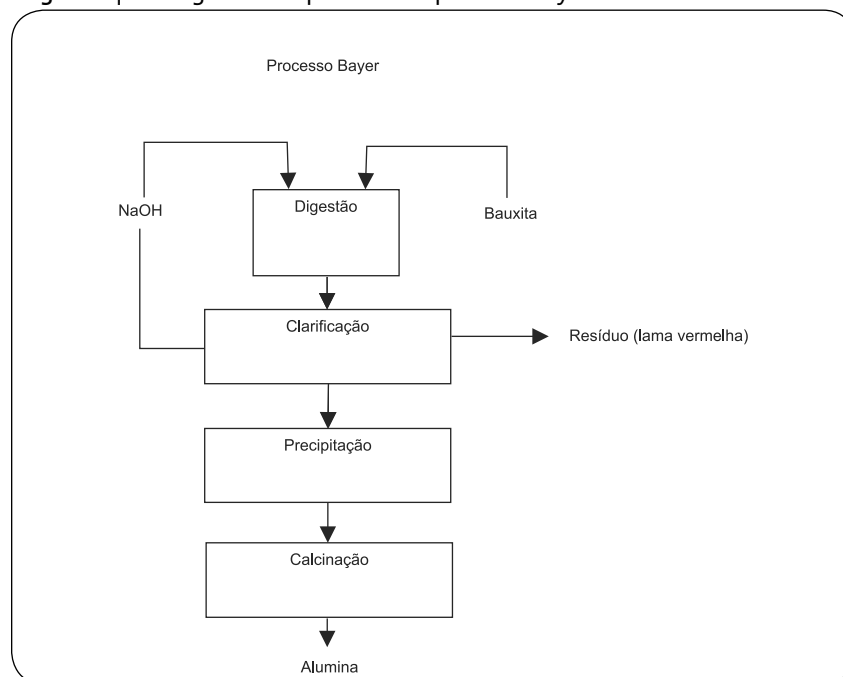 Processo Bayer
Digestão
NaOH
Bauxita
Clarificação
Resíduo (lama vermelha)
Precipitação
Calcinação
Alumina